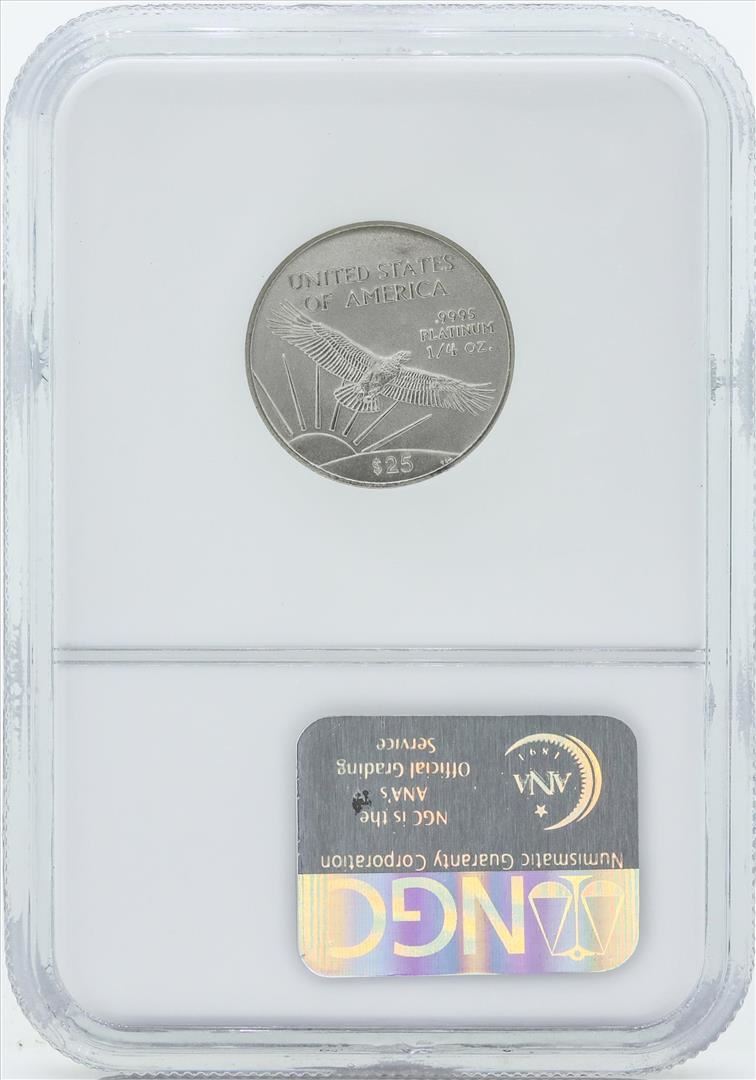 UNITED STATES
OF AMERICA
.9995
PLATINUM
1/4 OZ.
$25
NGC
Numismatic Guaranty Corporation
NGC is the
ANA's
Official Grading
Service
ANA
1891